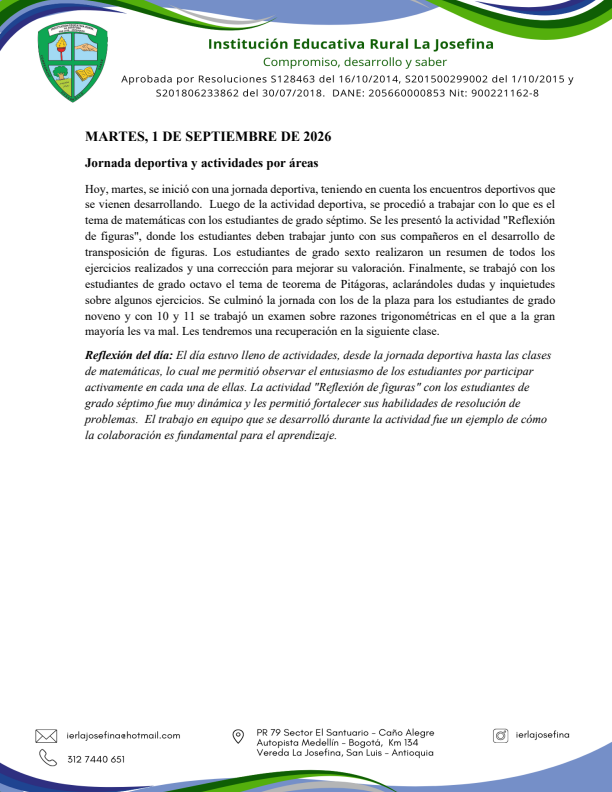 Institución Educativa Rural La Josefina
Compromiso, desarrollo y saber
Aprobada por Resoluciones S128463 del 16/10/2014, S201500299002 del 1/10/2015 y
S201806233862 del 30/07/2018.  DANE: 205660000853 Nit: 900221162-8
MARTES, 1 DE SEPTIEMBRE DE 2026
Jornada deportiva y actividades por áreas
Hoy, martes, se inició con una jornada deportiva, teniendo en cuenta los encuentros deportivos que
se vienen desarrollando.  Luego de la actividad deportiva, se procedió a trabajar con lo que es el
tema de matemáticas con los estudiantes de grado séptimo. Se les presentó la actividad "Reflexión
de figuras", donde los estudiantes deben trabajar junto con sus compañeros en el desarrollo de
transposición de figuras. Los estudiantes de grado sexto realizaron un resumen de todos los
ejercicios realizados y una corrección para mejorar su valoración. Finalmente, se trabajó con los
estudiantes de grado octavo el tema de teorema de Pitágoras, aclarándoles dudas y inquietudes
sobre algunos ejercicios. Se culminó la jornada con los de la plaza para los estudiantes de grado
noveno y con 10 y 11 se trabajó un examen sobre razones trigonométricas en el que a la gran
mayoría les va mal. Les tendremos una recuperación en la siguiente clase.
Reflexión del día: El día estuvo lleno de actividades, desde la jornada deportiva hasta las clases
de matemáticas, lo cual me permitió observar el entusiasmo de los estudiantes por participar
activamente en cada una de ellas. La actividad "Reflexión de figuras" con los estudiantes de
grado séptimo fue muy dinámica y les permitió fortalecer sus habilidades de resolución de
problemas.  El trabajo en equipo que se desarrolló durante la actividad fue un ejemplo de cómo
la colaboración es fundamental para el aprendizaje.
ierlajosefina@hotmail.com
312 7440 651
PR 79 Sector El Santuario - Caño Alegre
Autopista Medellín - Bogotá,  Km 134
Vereda La Josefina, San Luis - Antioquia
ierlajosefina